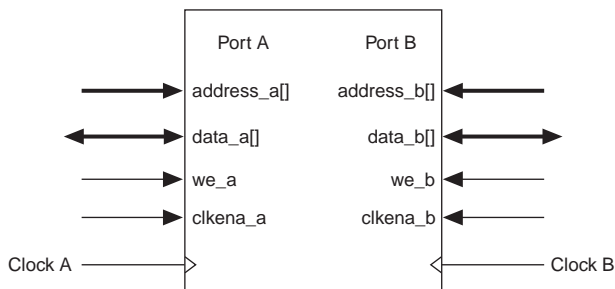 Port A Port B
address_a[] address_b[]
data_a[] data_b[]
we_a we_b
clkena_a clkena_b
Clock A Clock B